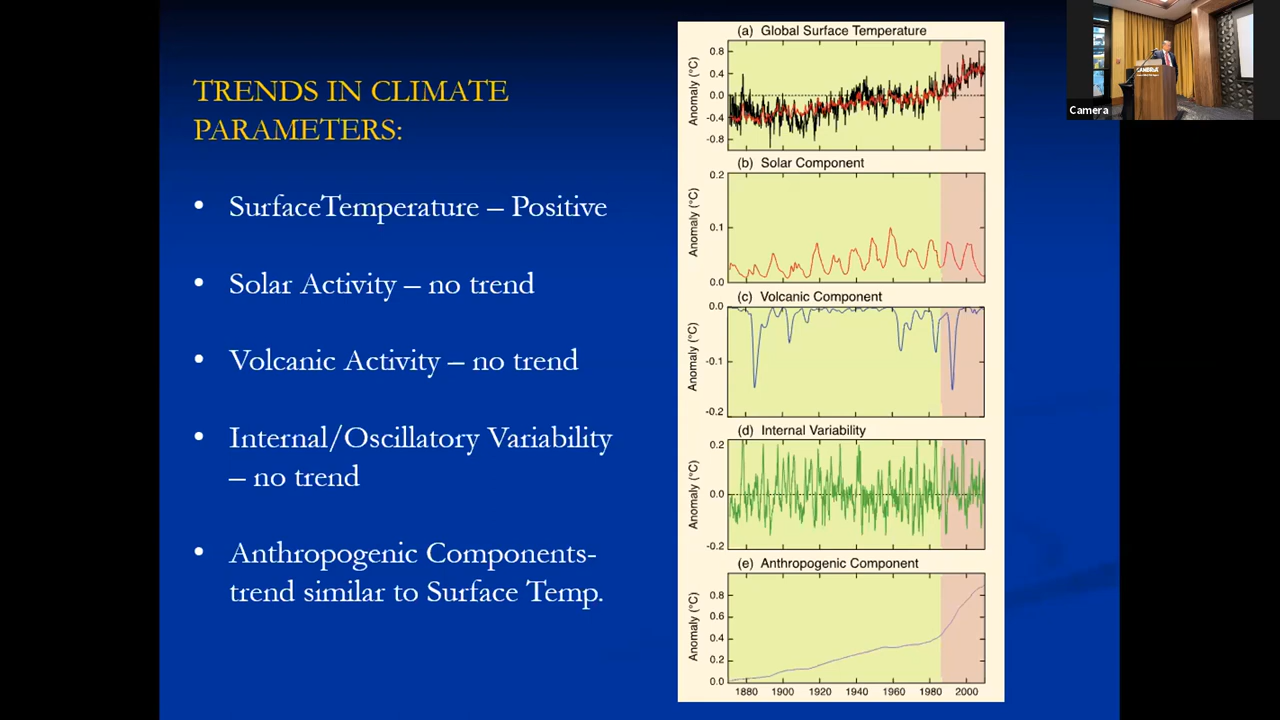 TRENDS IN CLIMATE
PARAMETERS:
• SurfaceTemperature – Positive
• Solar Activity – no trend
• Volcanic Activity – no trend
• Internal/Oscillatory Variability
– no trend
• Anthropogenic Components-
trend similar to Surface Temp.
(a) Global Surface Temperature
Anomaly (°C)
0.8
0.4
0.0
-0.4
-0.8
(b) Solar Component
Anomaly (°C)
0.2
0.1
0.0
(c) Volcanic Component
Anomaly (°C)
0.0
-0.1
-0.2
(d) Internal Variability
Anomaly (°C)
0.2
0.0
-0.2
(e) Anthropogenic Component
Anomaly (°C)
0.8
0.6
0.4
0.2
0.0
1880 1900 1920 1940 1960 1980 2000
Camera